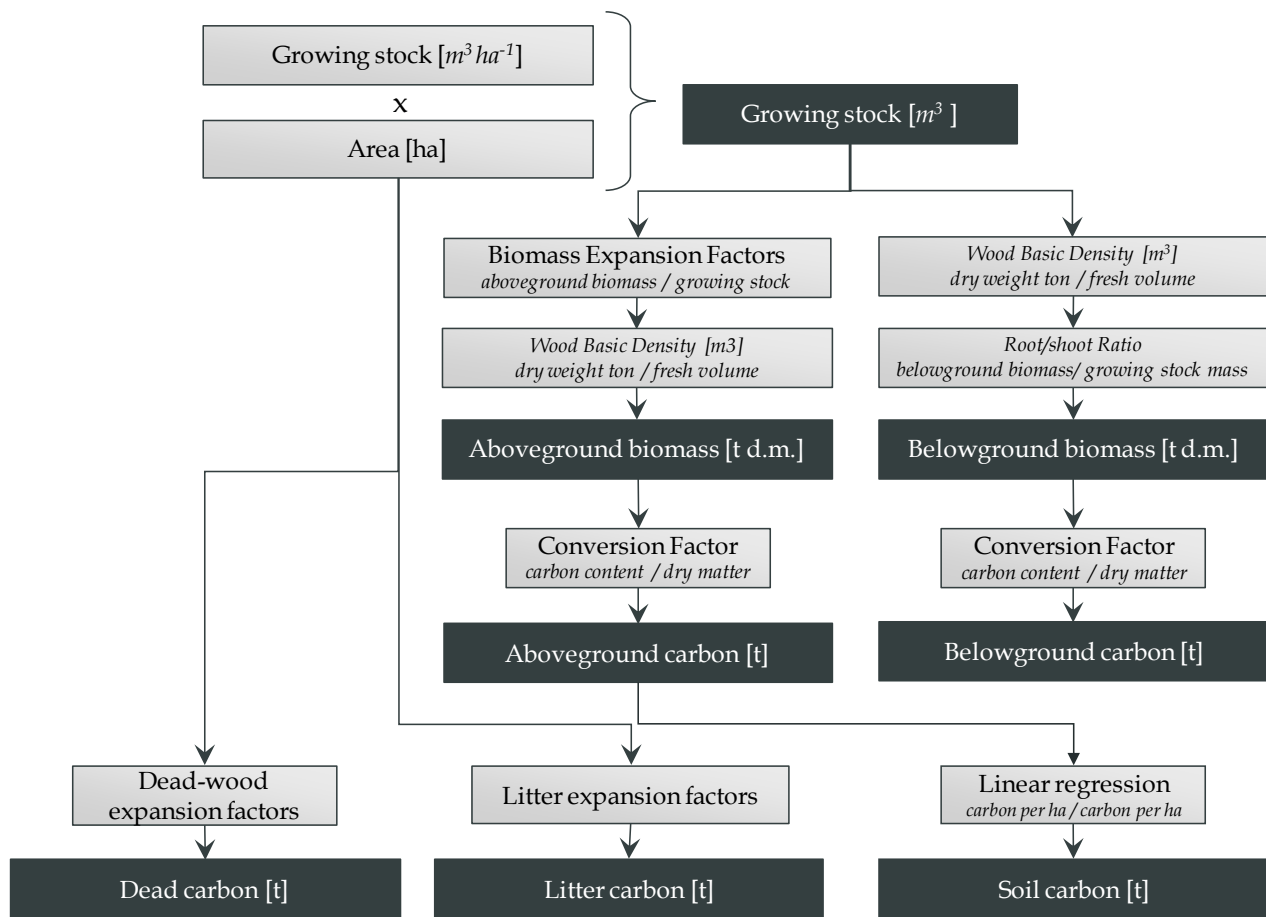 Growing stock [m³ ha⁻¹]
x
Area [ha]
Growing stock [m³ ]
Biomass Expansion Factors
aboveground biomass / growing stock
Wood Basic Density [m3]
dry weight ton / fresh volume
Aboveground biomass [t d.m.]
Conversion Factor
carbon content / dry matter
Aboveground carbon [t]
Wood Basic Density [m³]
dry weight ton / fresh volume
Root/shoot Ratio
belowground biomass/ growing stock mass
Belowground biomass [t d.m.]
Conversion Factor
carbon content / dry matter
Belowground carbon [t]
Dead-wood
expansion factors
Dead carbon [t]
Litter expansion factors
Litter carbon [t]
Linear regression
carbon per ha / carbon per ha
Soil carbon [t]